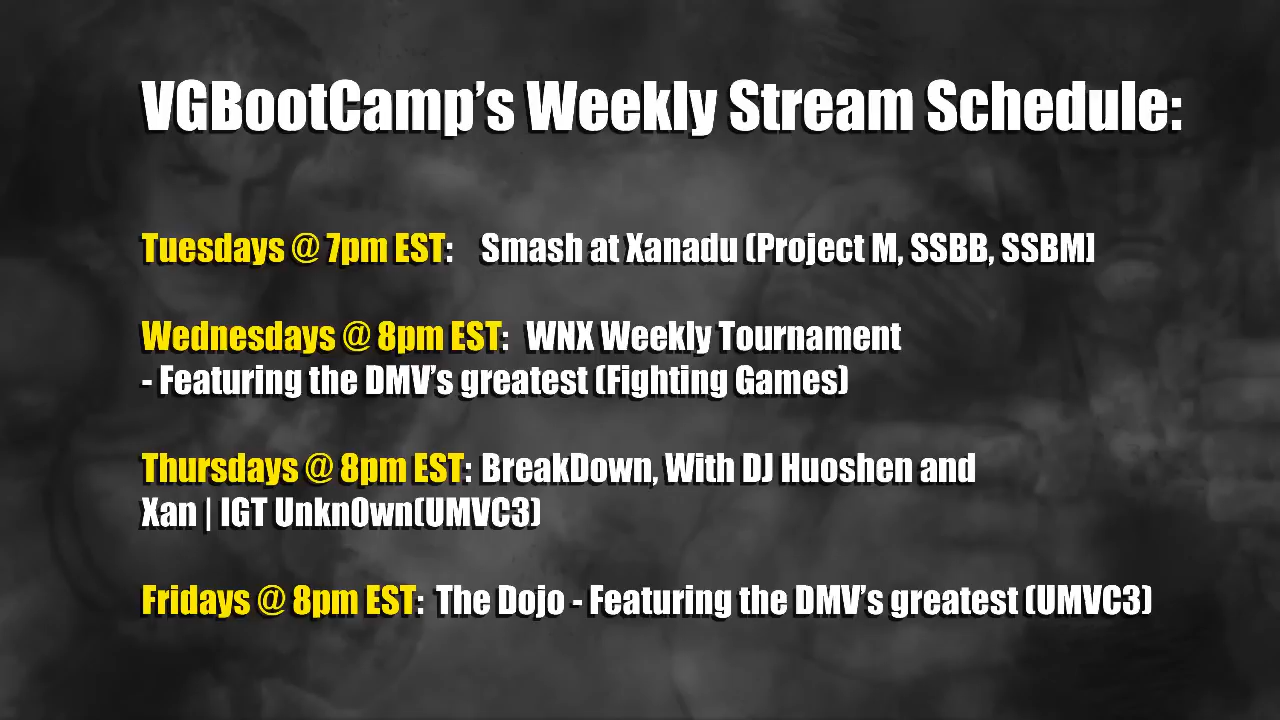 VGBootCamp’s Weekly Stream Schedule:
Tuesdays @ 7pm EST: Smash at Xanadu (Project M, SSBB, SSBM]
Wednesdays @ 8pm EST: WNX Weekly Tournament
- Featuring the DMV’s greatest (Fighting Games)
Thursdays @ 8pm EST: BreakDown, With DJ Huoshen and
Xan | IGT Unkn0wn(UMVC3)
Fridays @ 8pm EST: The Dojo - Featuring the DMV’s greatest (UMVC3)